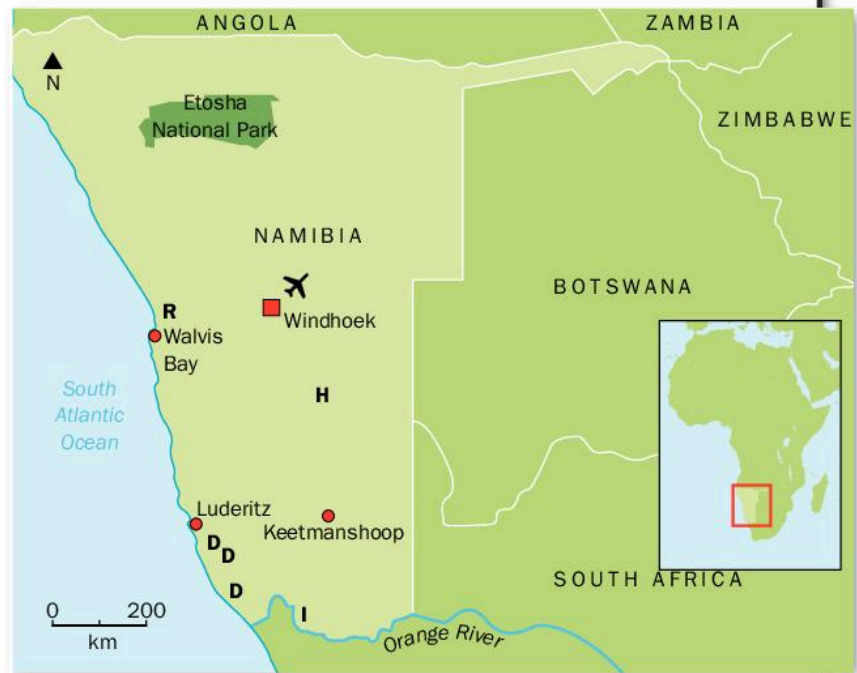 ANGOLA
ZAMBIA
N
Etosha
National Park
ZIMBABWE
NAMIBIA
BOTSWANA
R
Windhoek
Walvis
Bay
H
South
Atlantic
Ocean
Luderitz
Keetmanshoop
D
D
D
I
SOUTH AFRICA
0 200
km
Orange River